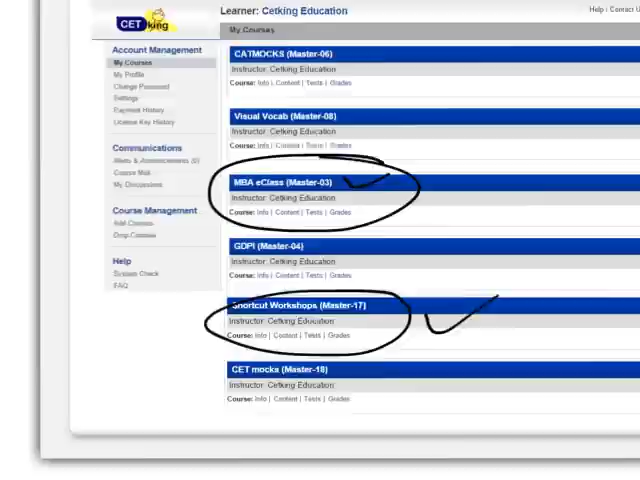 CETking
Learner: Cetking Education
Help | Contact U
My Courses
Account Management
My Courses
My Profile
Change Password
Settings
Payment History
License Key History
Communications
Alerts & Announcements (0)
Course Mail
My Discussions
Course Management
Add Courses
Drop Courses
Help
System Check
FAQ
CATMOCKS (Master-06)
Instructor: Cetking Education
Course: Info | Content | Tests | Grades
Visual Vocab (Master-08)
Instructor: Cetking Education
Course: Info | Content | Tests | Grades
MBA eClass (Master-03)
Instructor: Cetking Education
Course: Info | Content | Tests | Grades
GDPI (Master-04)
Instructor: Cetking Education
Course: Info | Content | Tests | Grades
Shortcut Workshops (Master-17)
Instructor: Cetking Education
Course: Info | Content | Tests | Grades
CET mocks (Master-18)
Instructor: Cetking Education
Course: Info | Content | Tests | Grades